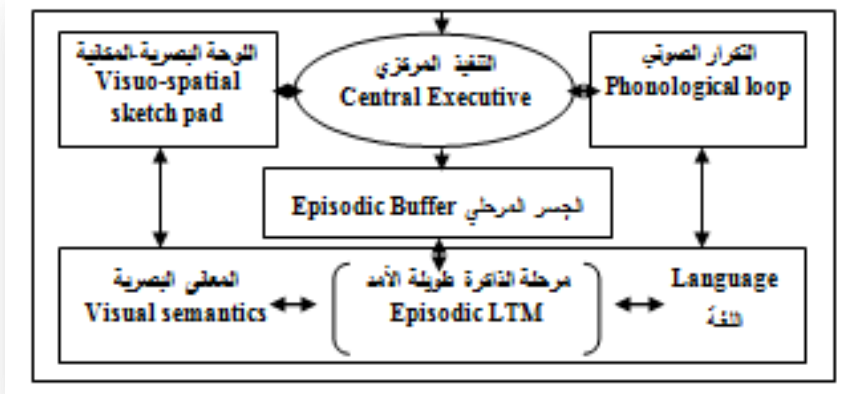 اللوحة البصرية-المكانية
Visuo-spatial
sketch pad
التنفيذ المركزي
Central Executive
التكرار الصوتي
Phonological loop
الجسر المرحلي Episodic Buffer
المعاني البصرية
Visual semantics
مرحلة الذاكرة طويلة الأمد
Episodic LTM
Language
اللغة